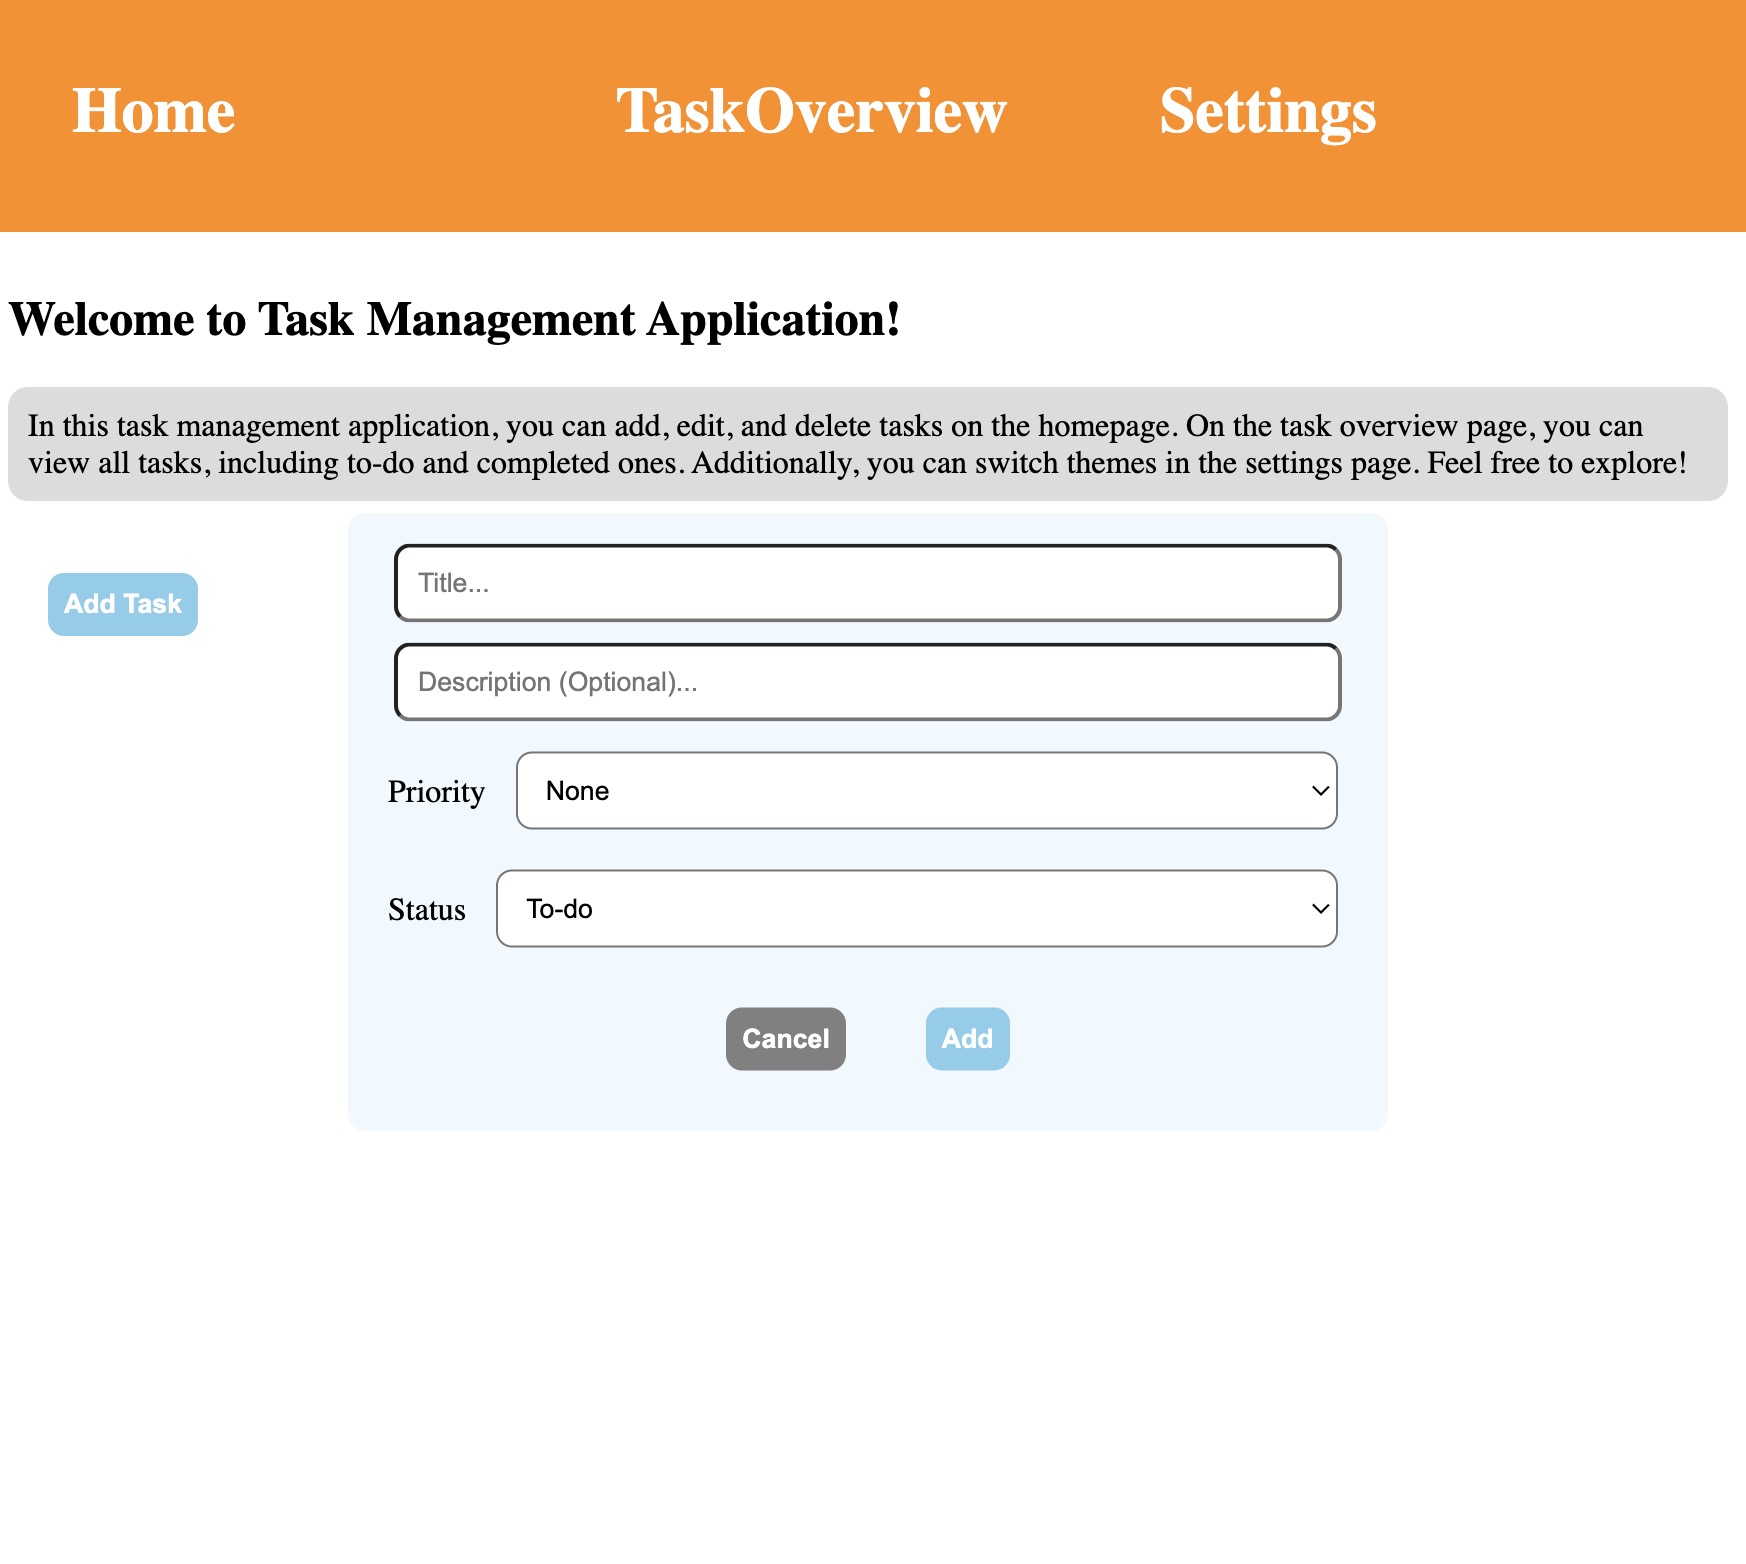 Home
TaskOverview
Settings
Welcome to Task Management Application!
In this task management application, you can add, edit, and delete tasks on the homepage. On the task overview page, you can
view all tasks, including to-do and completed ones. Additionally, you can switch themes in the settings page. Feel free to explore!
Add Task
Title...
Description (Optional)...
Priority
None
Status
To-do
Cancel
Add